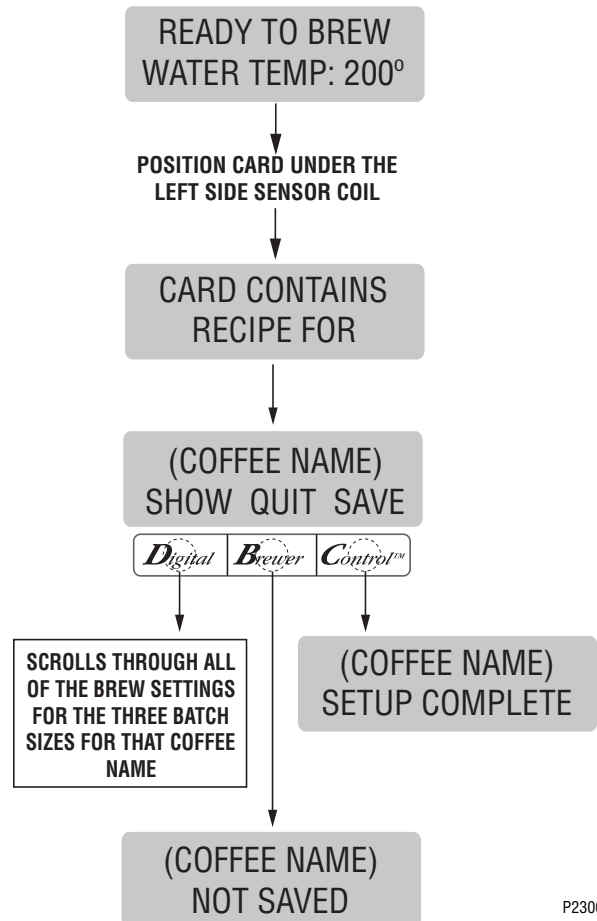 READY TO BREW
WATER TEMP: 200º
POSITION CARD UNDER THE
LEFT SIDE SENSOR COIL
CARD CONTAINS
RECIPE FOR
(COFFEE NAME)
SHOW QUIT SAVE
Digital Brewer Control™
SCROLLS THROUGH ALL
OF THE BREW SETTINGS
FOR THE THREE BATCH
SIZES FOR THAT COFFEE
NAME
(COFFEE NAME)
SETUP COMPLETE
(COFFEE NAME)
NOT SAVED